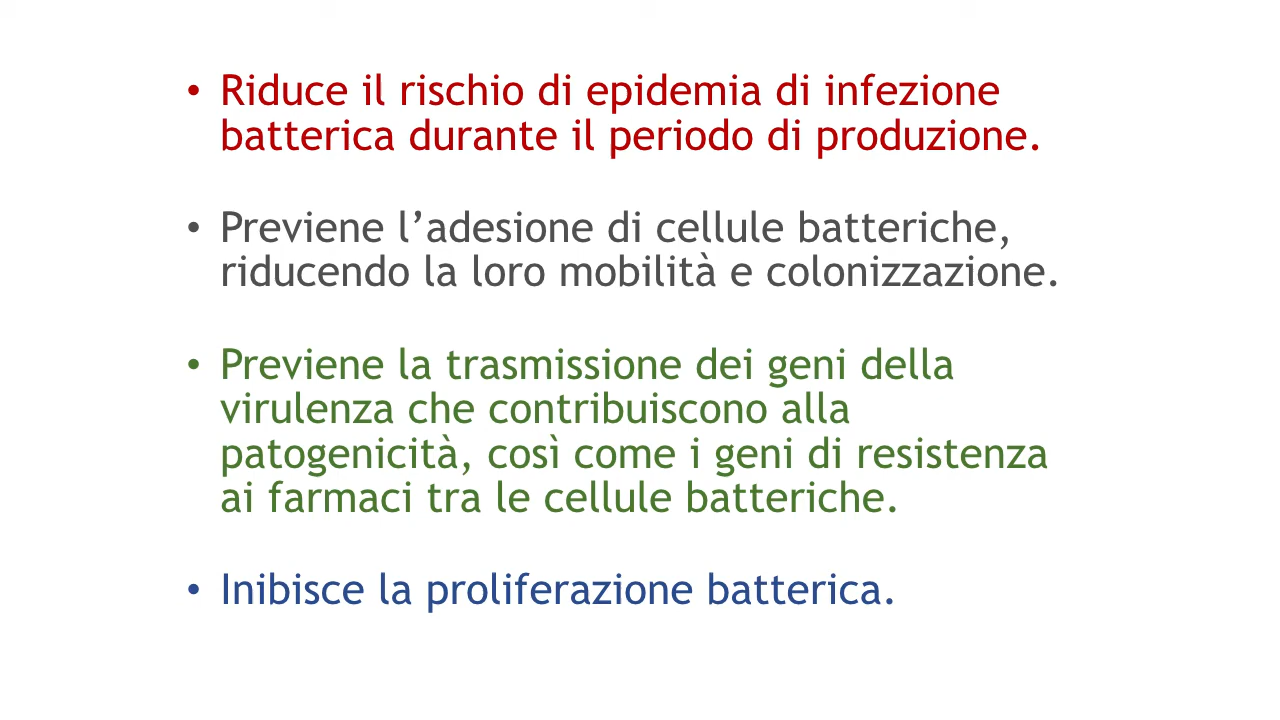 • Riduce il rischio di epidemia di infezione
batterica durante il periodo di produzione.
• Previene l’adesione di cellule batteriche,
riducendo la loro mobilità e colonizzazione.
• Previene la trasmissione dei geni della
virulenza che contribuiscono alla
patogenicità, così come i geni di resistenza
ai farmaci tra le cellule batteriche.
• Inibisce la proliferazione batterica.